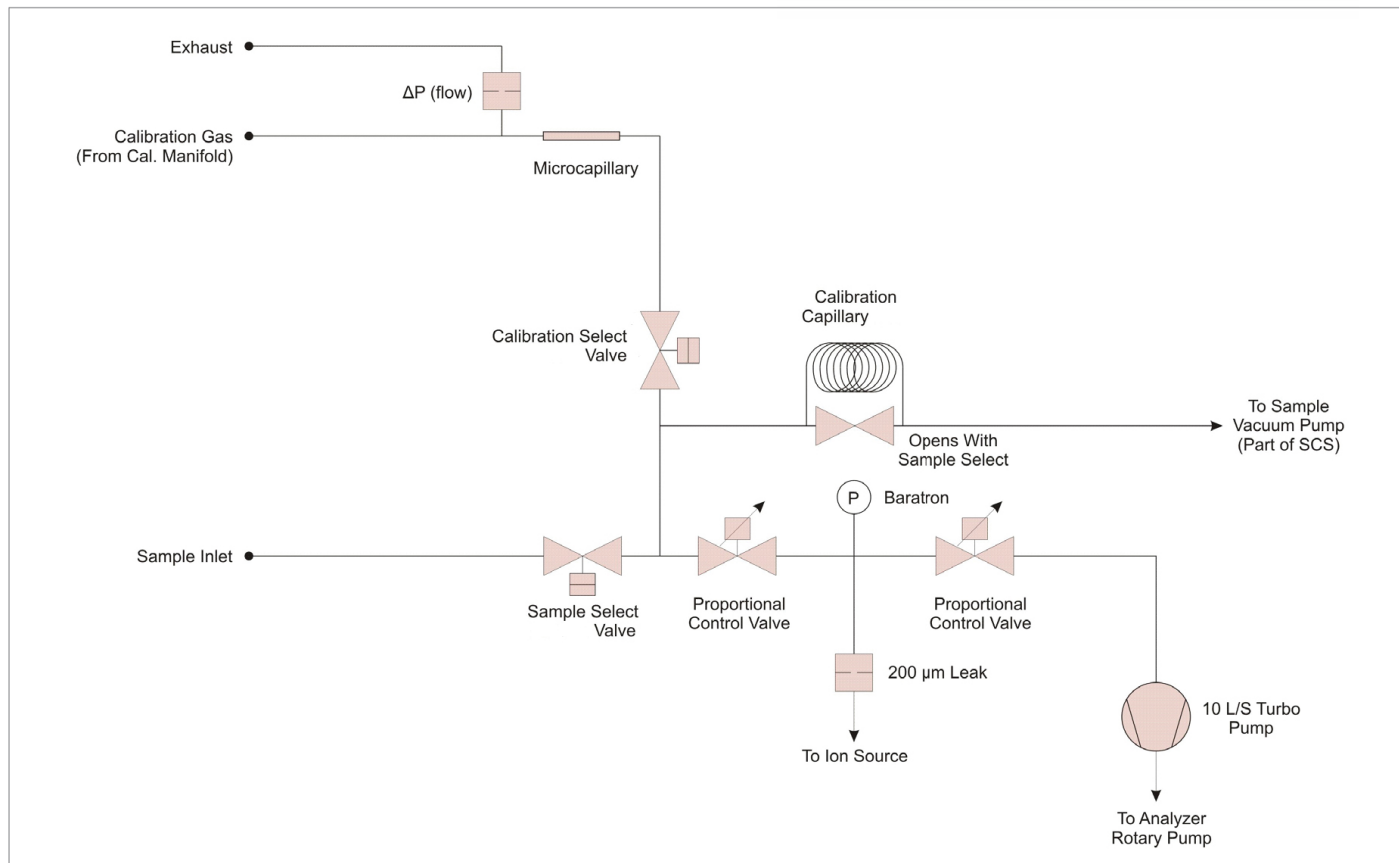 Exhaust
ΔP (flow)
Calibration Gas
(From Cal. Manifold)
Microcapillary
Calibration
Capillary
Calibration Select
Valve
To Sample
Vacuum Pump
(Part of SCS)
Opens With
Sample Select
P
Baratron
Sample Inlet
Sample Select
Valve
Proportional
Control Valve
Proportional
Control Valve
200 µm Leak
10 L/S Turbo
Pump
To Ion Source
To Analyzer
Rotary Pump